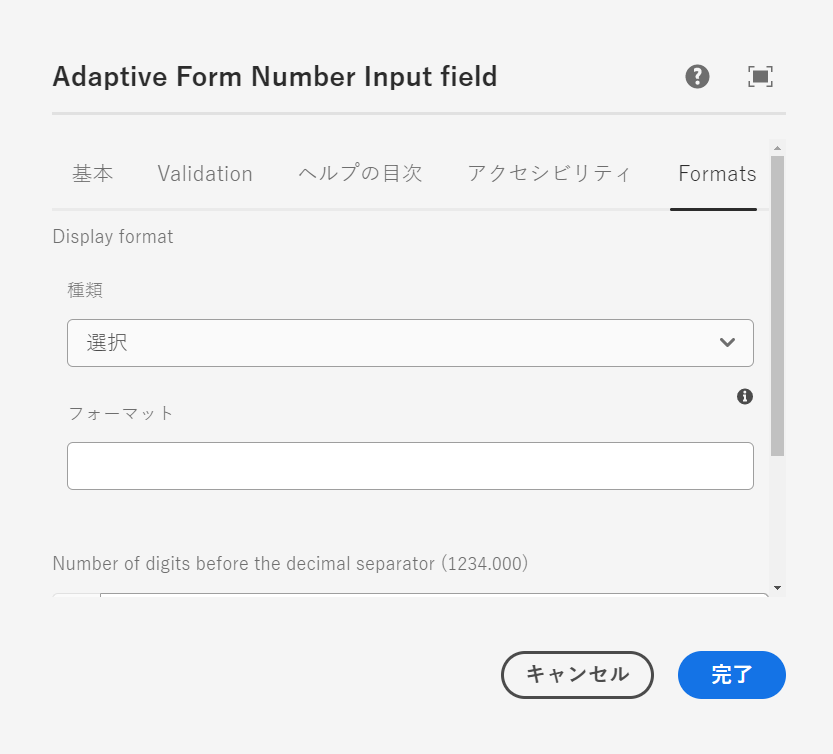 Adaptive Form Number Input field
基本 Validation ヘルプの目次 アクセシビリティ Formats
Display format
種類
選択
フォーマット
Number of digits before the decimal separator (1234.000)
キャンセル 完了